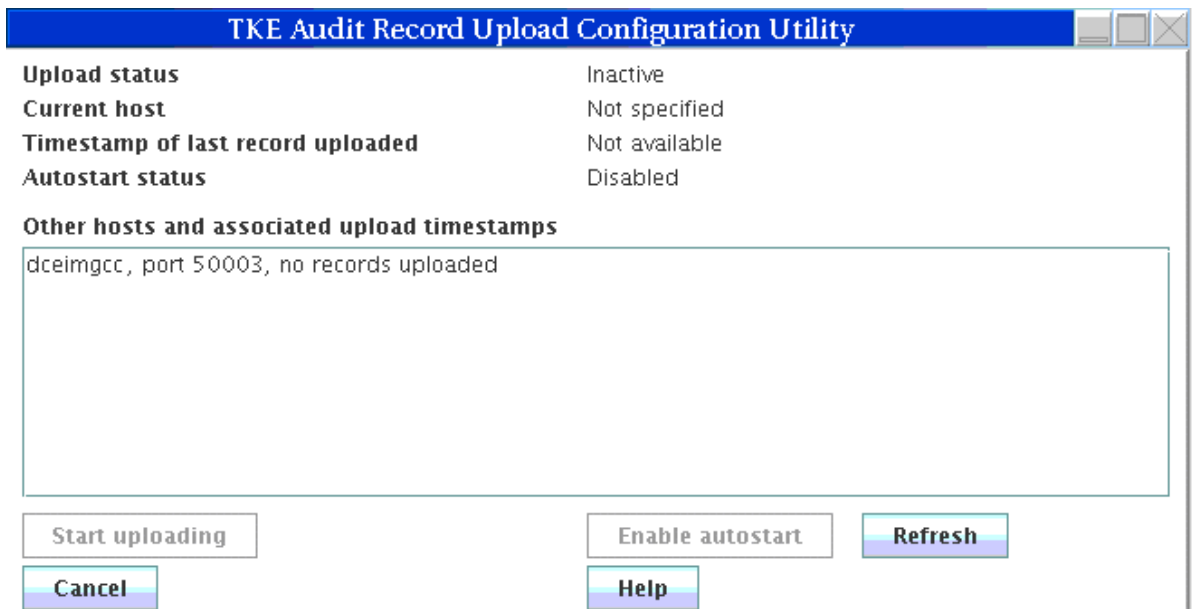 TKE Audit Record Upload Configuration Utility
Upload status Inactive
Current host Not specified
Timestamp of last record uploaded Not available
Autostart status Disabled
Other hosts and associated upload timestamps
dceimgcc, port 50003, no records uploaded
Start uploading Enable autostart Refresh
Cancel Help